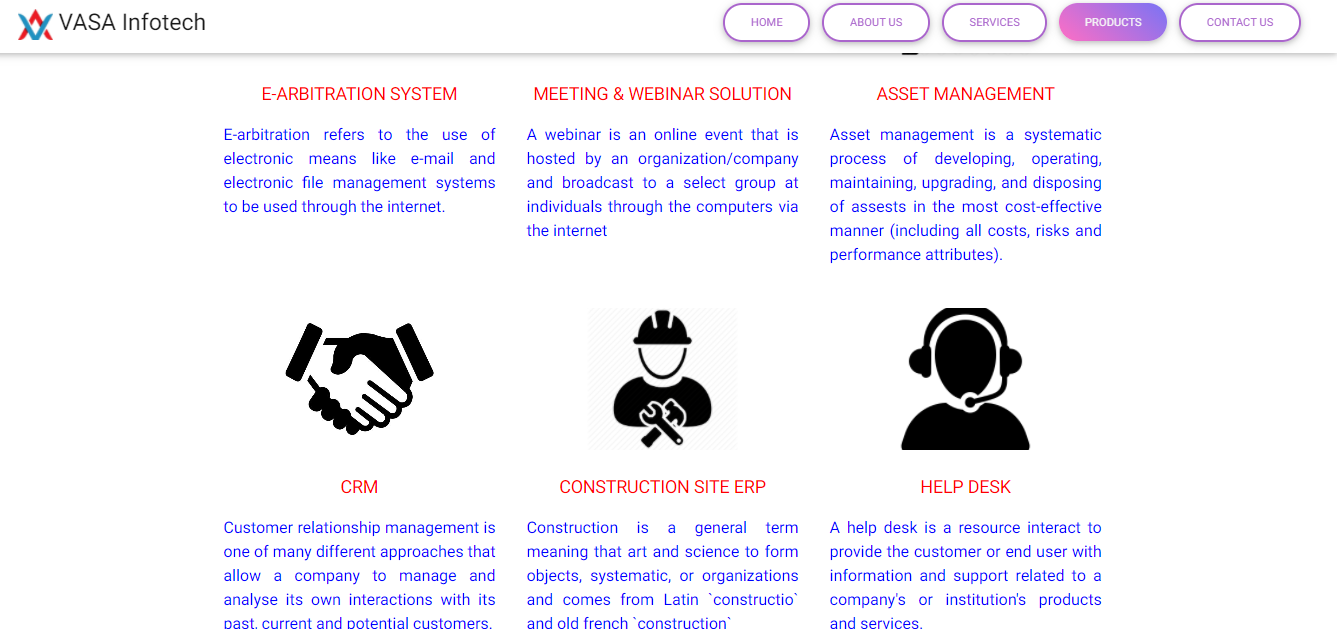 VASA Infotech
HOME
ABOUT US
SERVICES
PRODUCTS
CONTACT US
E-ARBITRATION SYSTEM
E-arbitration refers to the use of
electronic means like e-mail and
electronic file management systems
to be used through the internet.
MEETING & WEBINAR SOLUTION
A webinar is an online event that is
hosted by an organization/company
and broadcast to a select group at
individuals through the computers via
the internet
ASSET MANAGEMENT
Asset management is a systematic
process of developing, operating,
maintaining, upgrading, and disposing
of assests in the most cost-effective
manner (including all costs, risks and
performance attributes).
CRM
Customer relationship management is
one of many different approaches that
allow a company to manage and
analyse its own interactions with its
past, current and potential customers.
CONSTRUCTION SITE ERP
Construction is a general term
meaning that art and science to form
objects, systematic, or organizations
and comes from Latin `constructio`
and old french `construction`
HELP DESK
A help desk is a resource interact to
provide the customer or end user with
information and support related to a
company's or institution's products
and services.